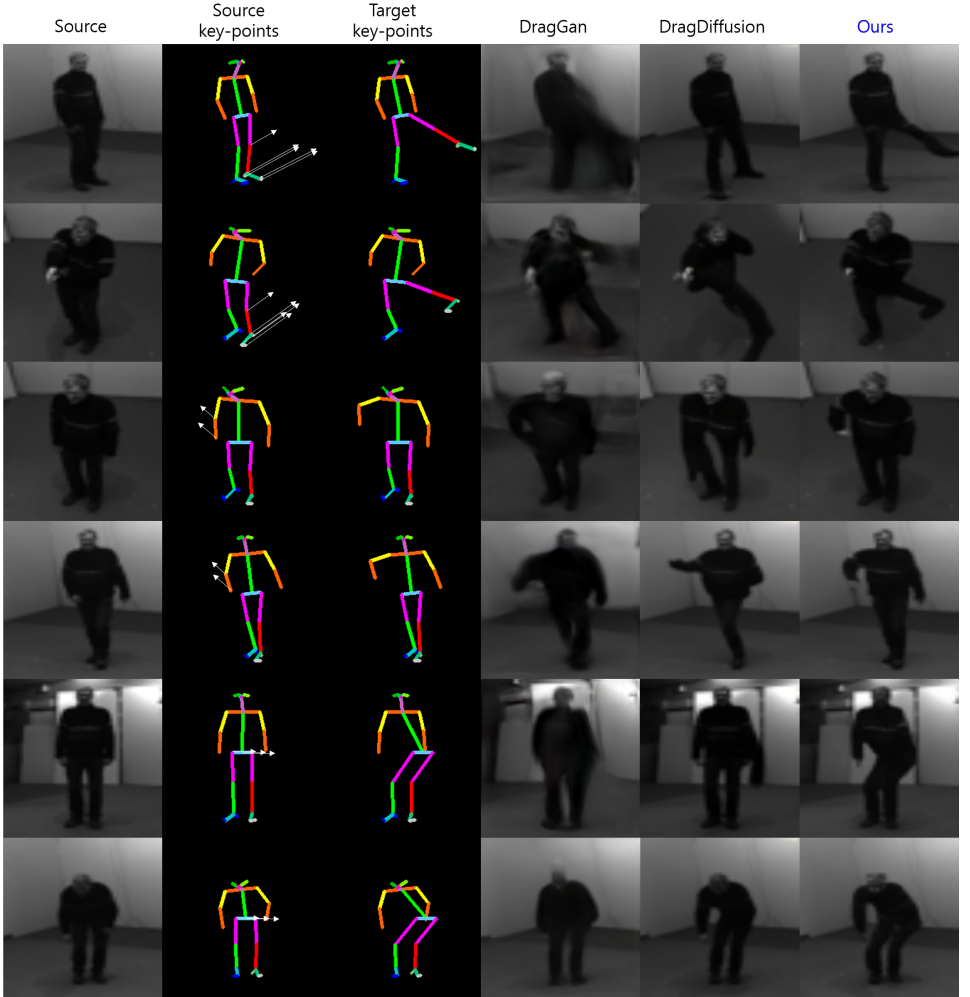 Source
Source
key-points
Target
key-points
DragGan
DragDiffusion
Ours